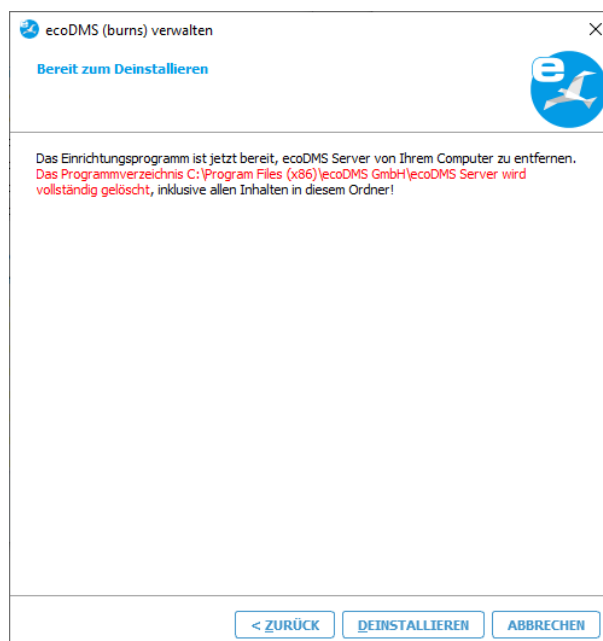 ecoDMS (burns) verwalten
Bereit zum Deinstallieren
e
Das Einrichtungsprogramm ist jetzt bereit, ecoDMS Server von Ihrem Computer zu entfernen.
Das Programmverzeichnis C:\Program Files (x86)\ecoDMS GmbH\ecoDMS Server wird
vollständig gelöscht, inklusive allen Inhalten in diesem Ordner!
< ZURÜCK
DEINSTALLIEREN
ABBRECHEN